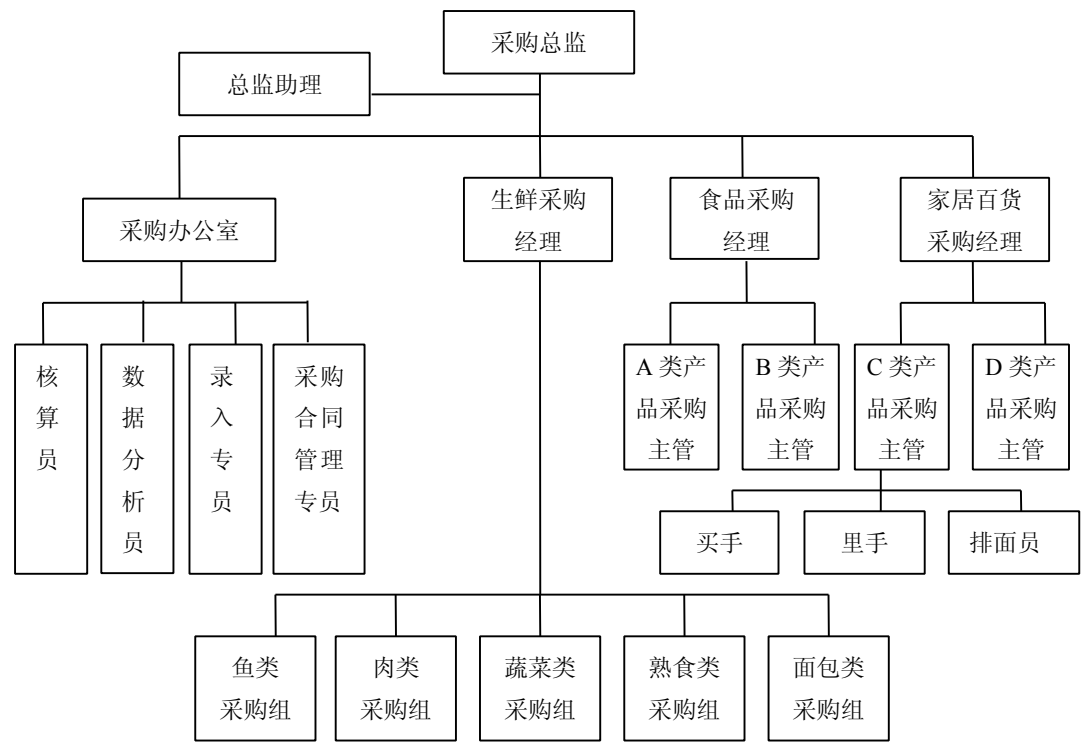 采购总监
总监助理
采购办公室
生鲜采购
经理
食品采购
经理
家居百货
采购经理
核
算
员
数
据
分
析
员
录
入
专
员
采购
合同
管理
专员
A 类产
品采购
主管
B 类产
品采购
主管
C 类产
品采购
主管
D 类产
品采购
主管
买手
里手
排面员
鱼类
采购组
肉类
采购组
蔬菜类
采购组
熟食类
采购组
面包类
采购组